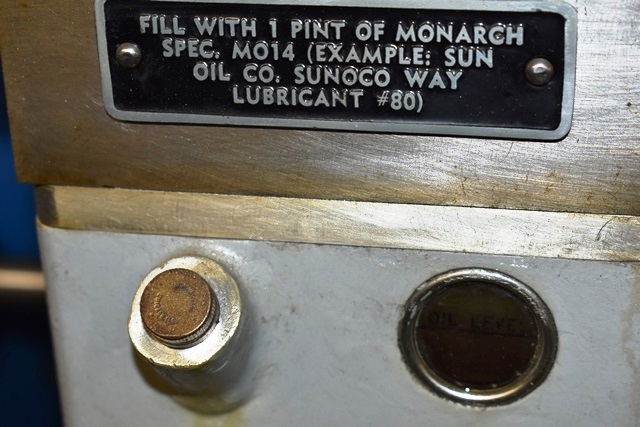 FILL WITH 1 PINT OF MONARCH
SPEC. MO14 (EXAMPLE: SUN
OIL CO. SUNOCO WAY
LUBRICANT #80)
OIL LEVEL